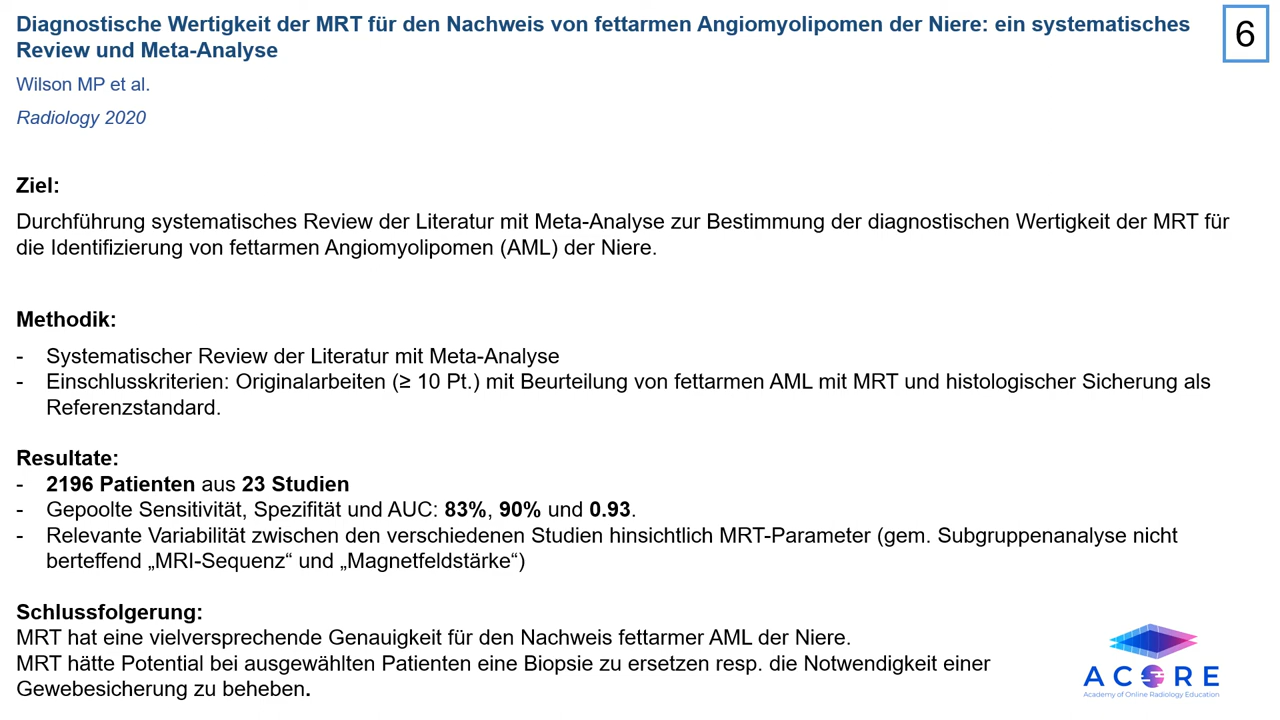 Diagnostische Wertigkeit der MRT für den Nachweis von fettarmen Angiomyolipomen der Niere: ein systematisches
Review und Meta-Analyse
6
Wilson MP et al.
Radiology 2020
Ziel:
Durchführung systematisches Review der Literatur mit Meta-Analyse zur Bestimmung der diagnostischen Wertigkeit der MRT für
die Identifizierung von fettarmen Angiomyolipomen (AML) der Niere.
Methodik:
- Systematischer Review der Literatur mit Meta-Analyse
- Einschlusskriterien: Originalarbeiten (≥ 10 Pt.) mit Beurteilung von fettarmen AML mit MRT und histologischer Sicherung als
Referenzstandard.
Resultate:
- 2196 Patienten aus 23 Studien
- Gepoolte Sensitivität, Spezifität und AUC: 83%, 90% und 0.93.
- Relevante Variabilität zwischen den verschiedenen Studien hinsichtlich MRT-Parameter (gem. Subgruppenanalyse nicht
berteffend „MRI-Sequenz“ und „Magnetfeldstärke“)
Schlussfolgerung:
MRT hat eine vielversprechende Genauigkeit für den Nachweis fettarmer AML der Niere.
MRT hätte Potential bei ausgewählten Patienten eine Biopsie zu ersetzen resp. die Notwendigkeit einer
Gewebesicherung zu beheben.
ACORE
Academy of Online Radiology Education